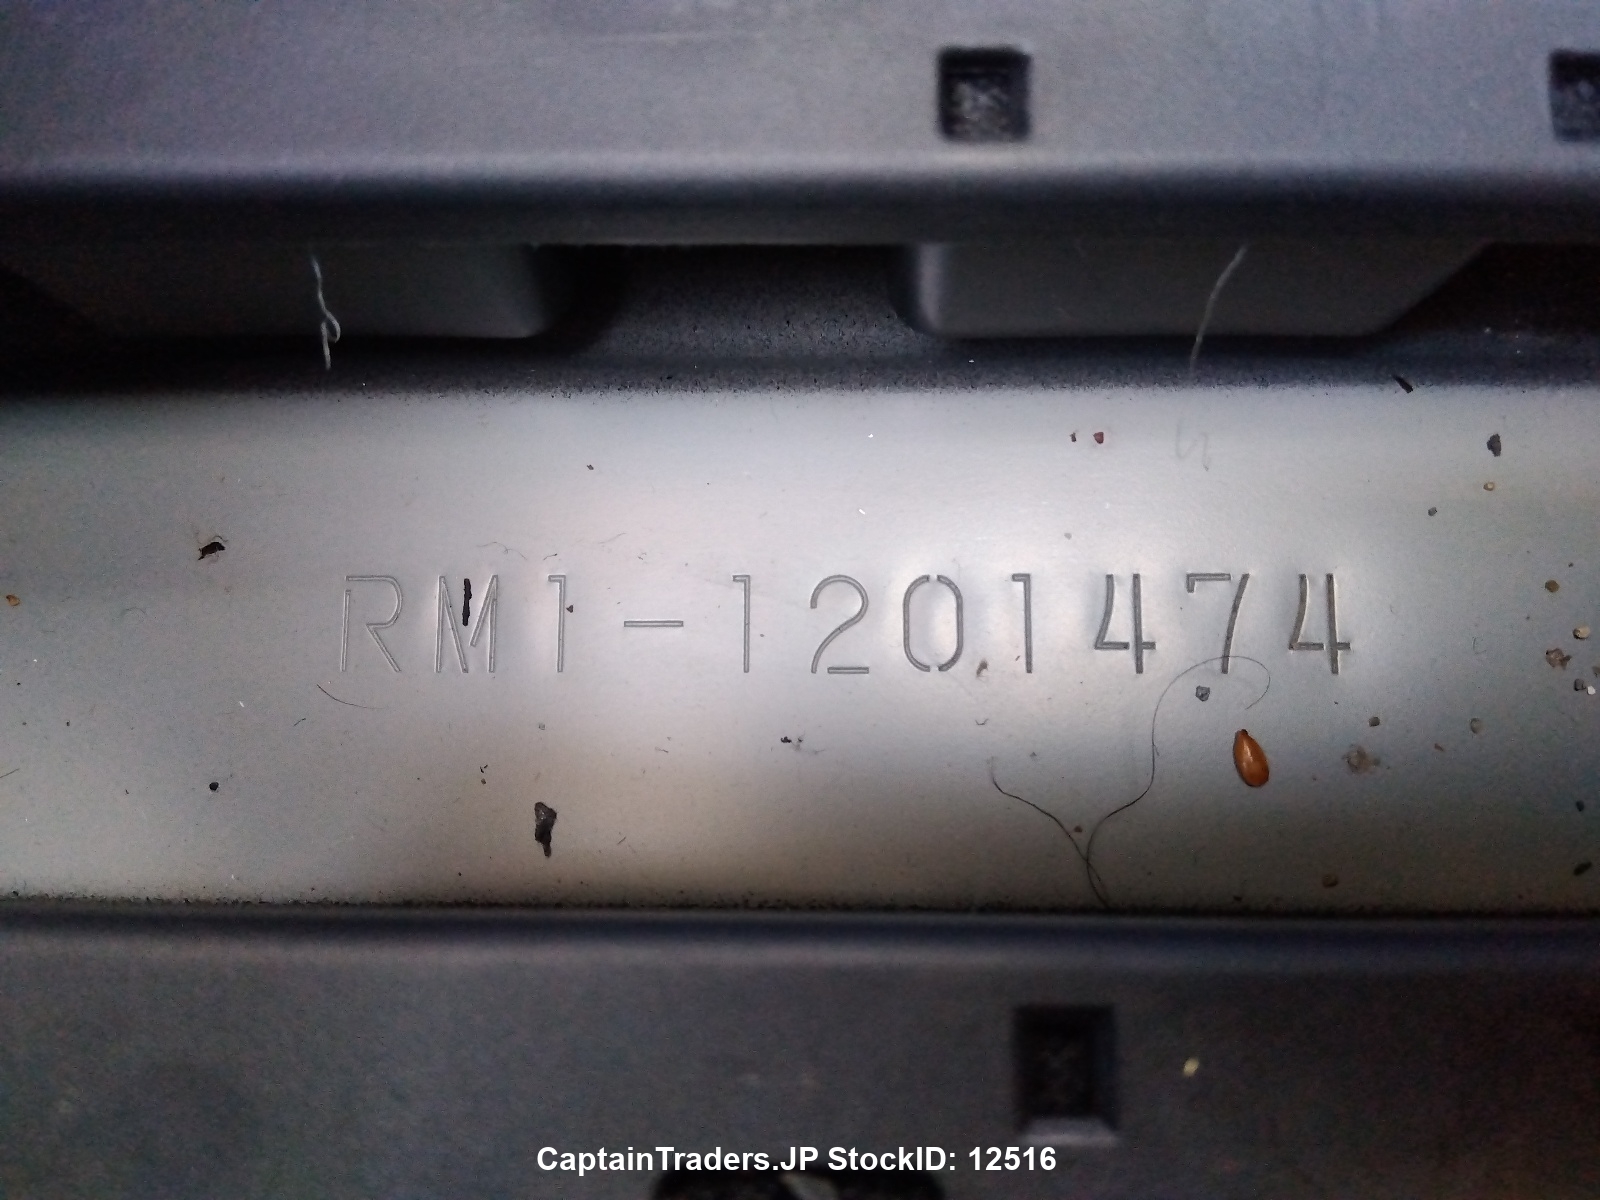 RM1-1201474
CaptainTraders.JP StockID: 12516